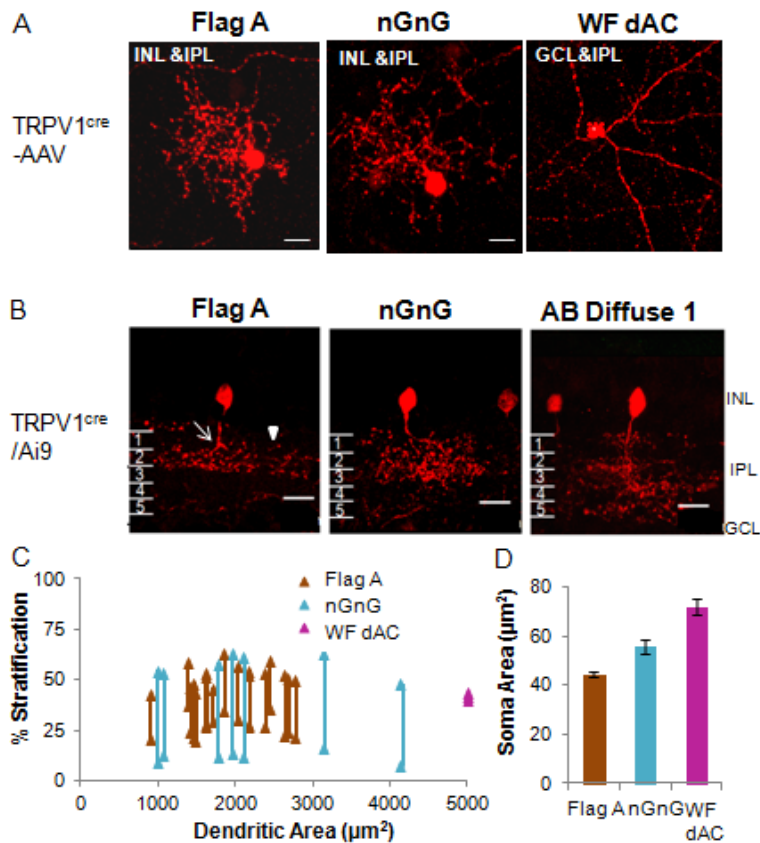 A
Flag A
nGnG
WF dAC
TRPV1cre
-AAV
INL &IPL
INL &IPL
GCL&IPL
B
Flag A
nGnG
AB Diffuse 1
TRPV1cre
/Ai9
1
2
3
4
5
1
2
3
4
5
1
2
3
4
5
INL
IPL
GCL
C
% Stratification
100
75
50
25
0
0
1000
2000
3000
4000
5000
Dendritic Area (µm²)
Flag A
nGnG
WF dAC
D
Soma Area (µm²)
80
60
40
20
0
Flag A
nGnG
WF
dAC